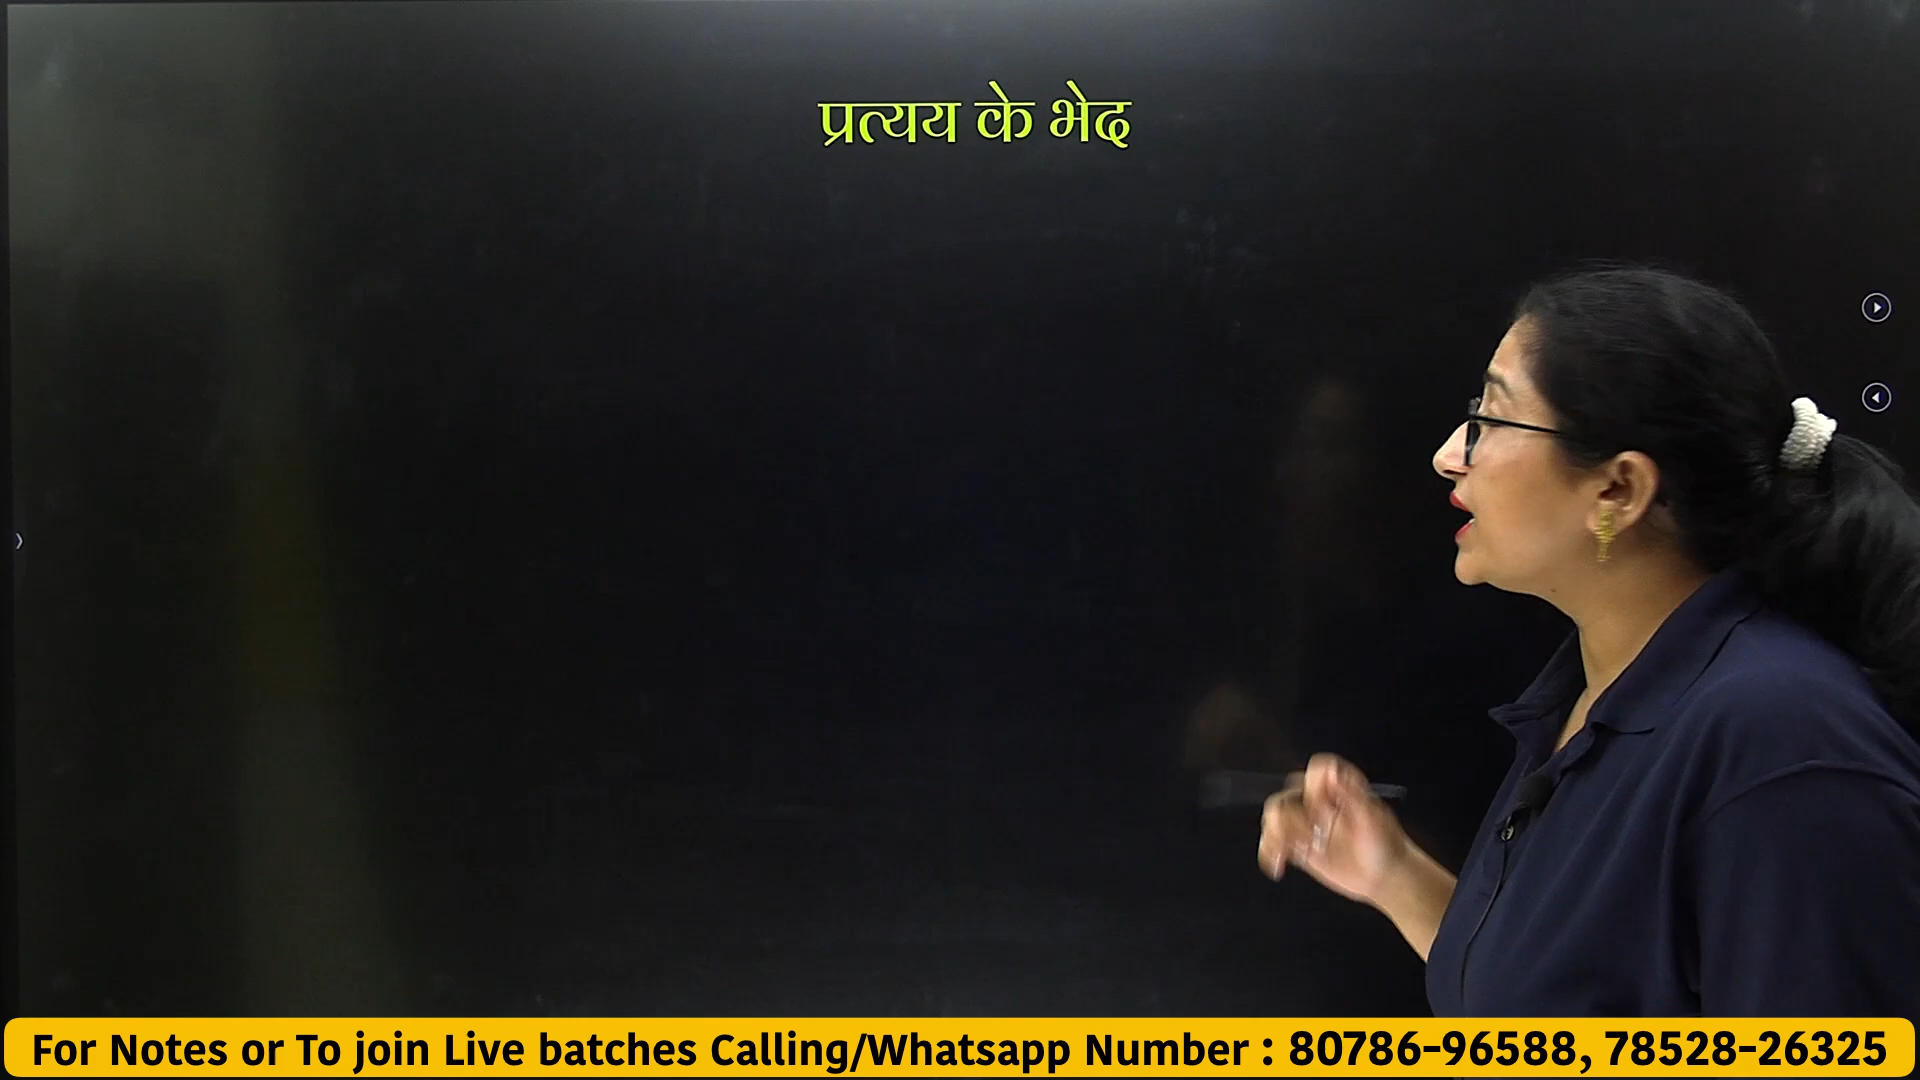 प्रत्यय के भेद
For Notes or To join Live batches Calling/Whatsapp Number : 80786-96588, 78528-26325